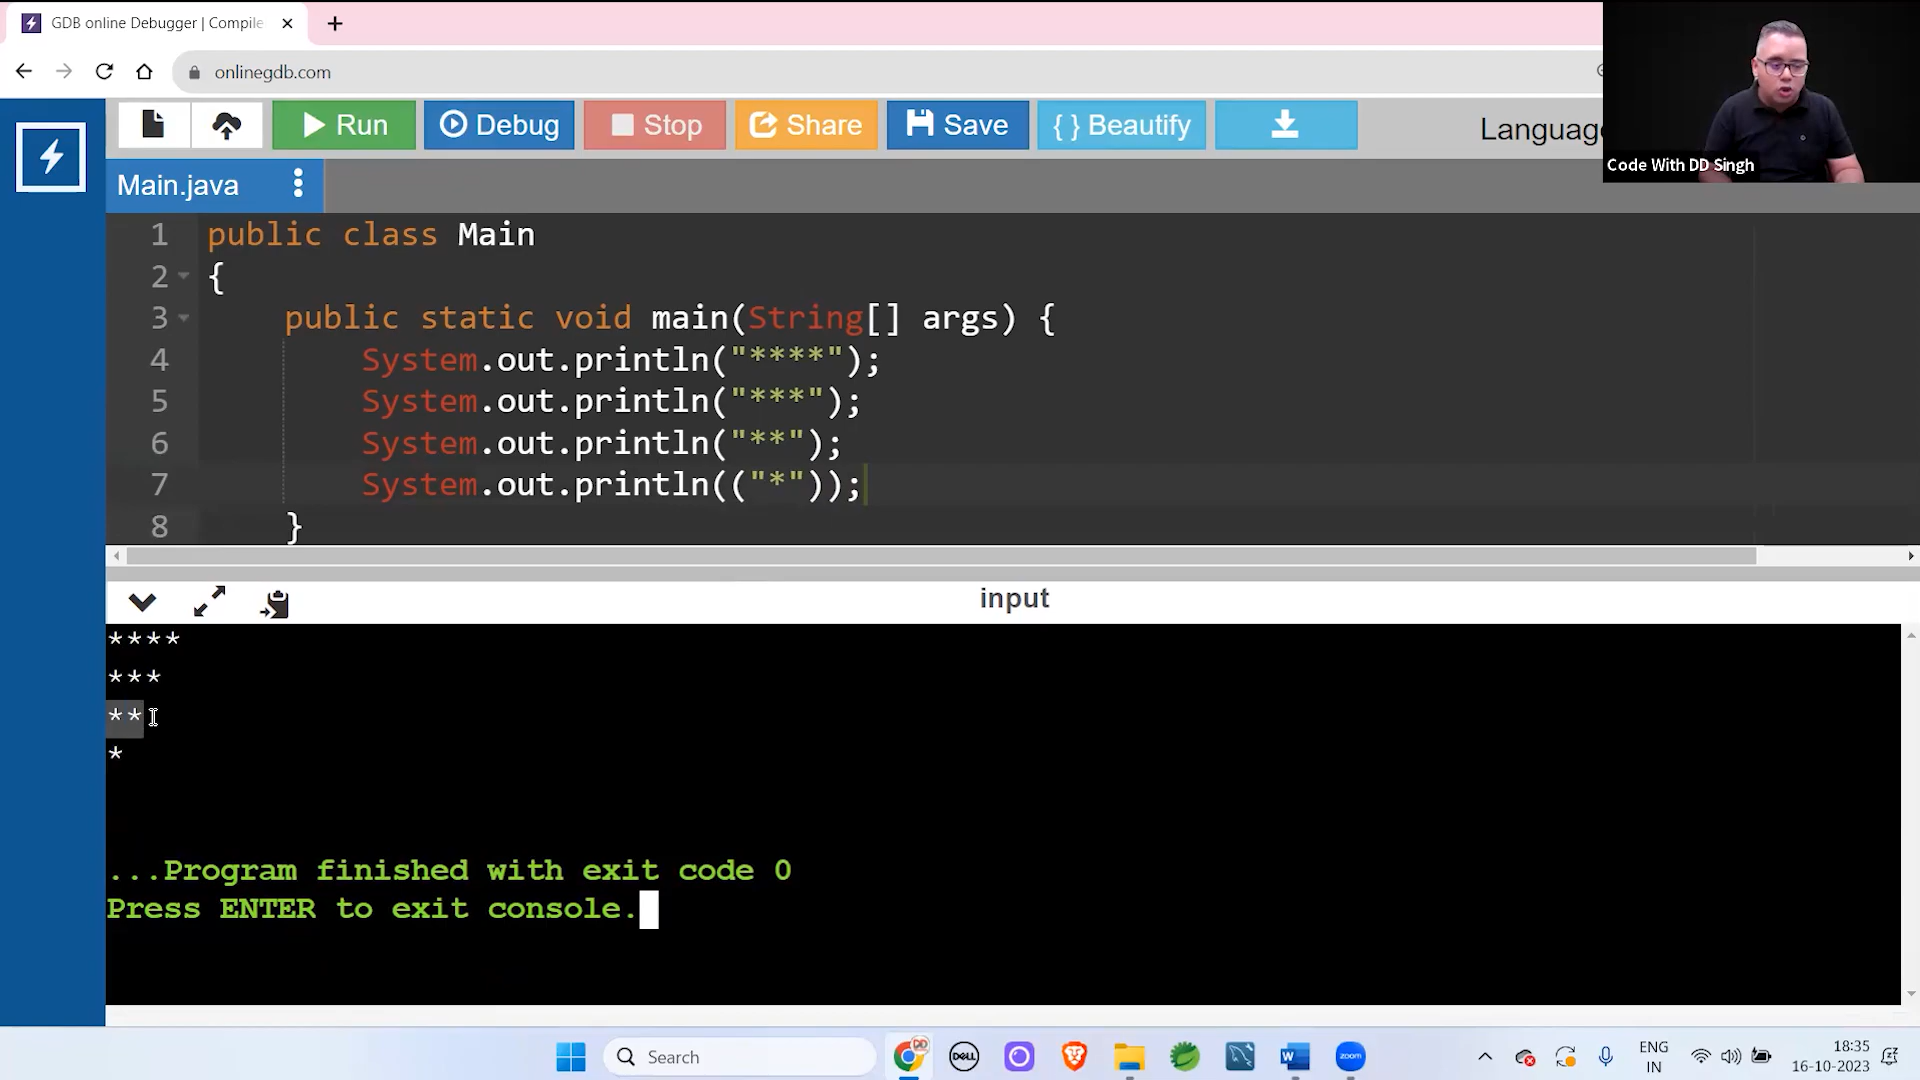 GDB online Debugger | Compile
onlinegdb.com
Run
Debug
Stop
Share
Save
{ } Beautify
Language
Code With DD Singh
Main.java
1 public class Main
2 {
3 public static void main(String[] args) {
4 System.out.println("****");
5 System.out.println("***");
6 System.out.println("**");
7 System.out.println(("*"));
8 }
input
****
***
**
*
...Program finished with exit code 0
Press ENTER to exit console.
Search
DD
DELL
W
zoom
ENG
IN
18:35
16-10-2023